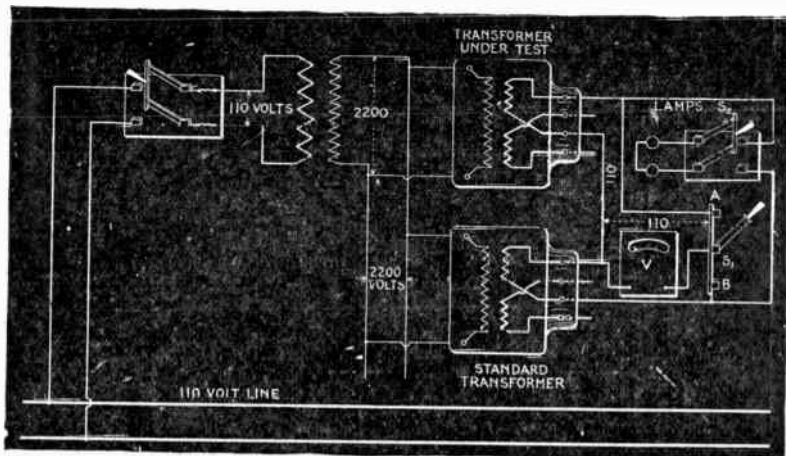 TRANSFORMER
UNDER TEST
110 VOLTS
2200
LAMPS S₂
110
A
110
V
S₁
B
2200
VOLTS
STANDARD
TRANSFORMER
110 VOLT LINE